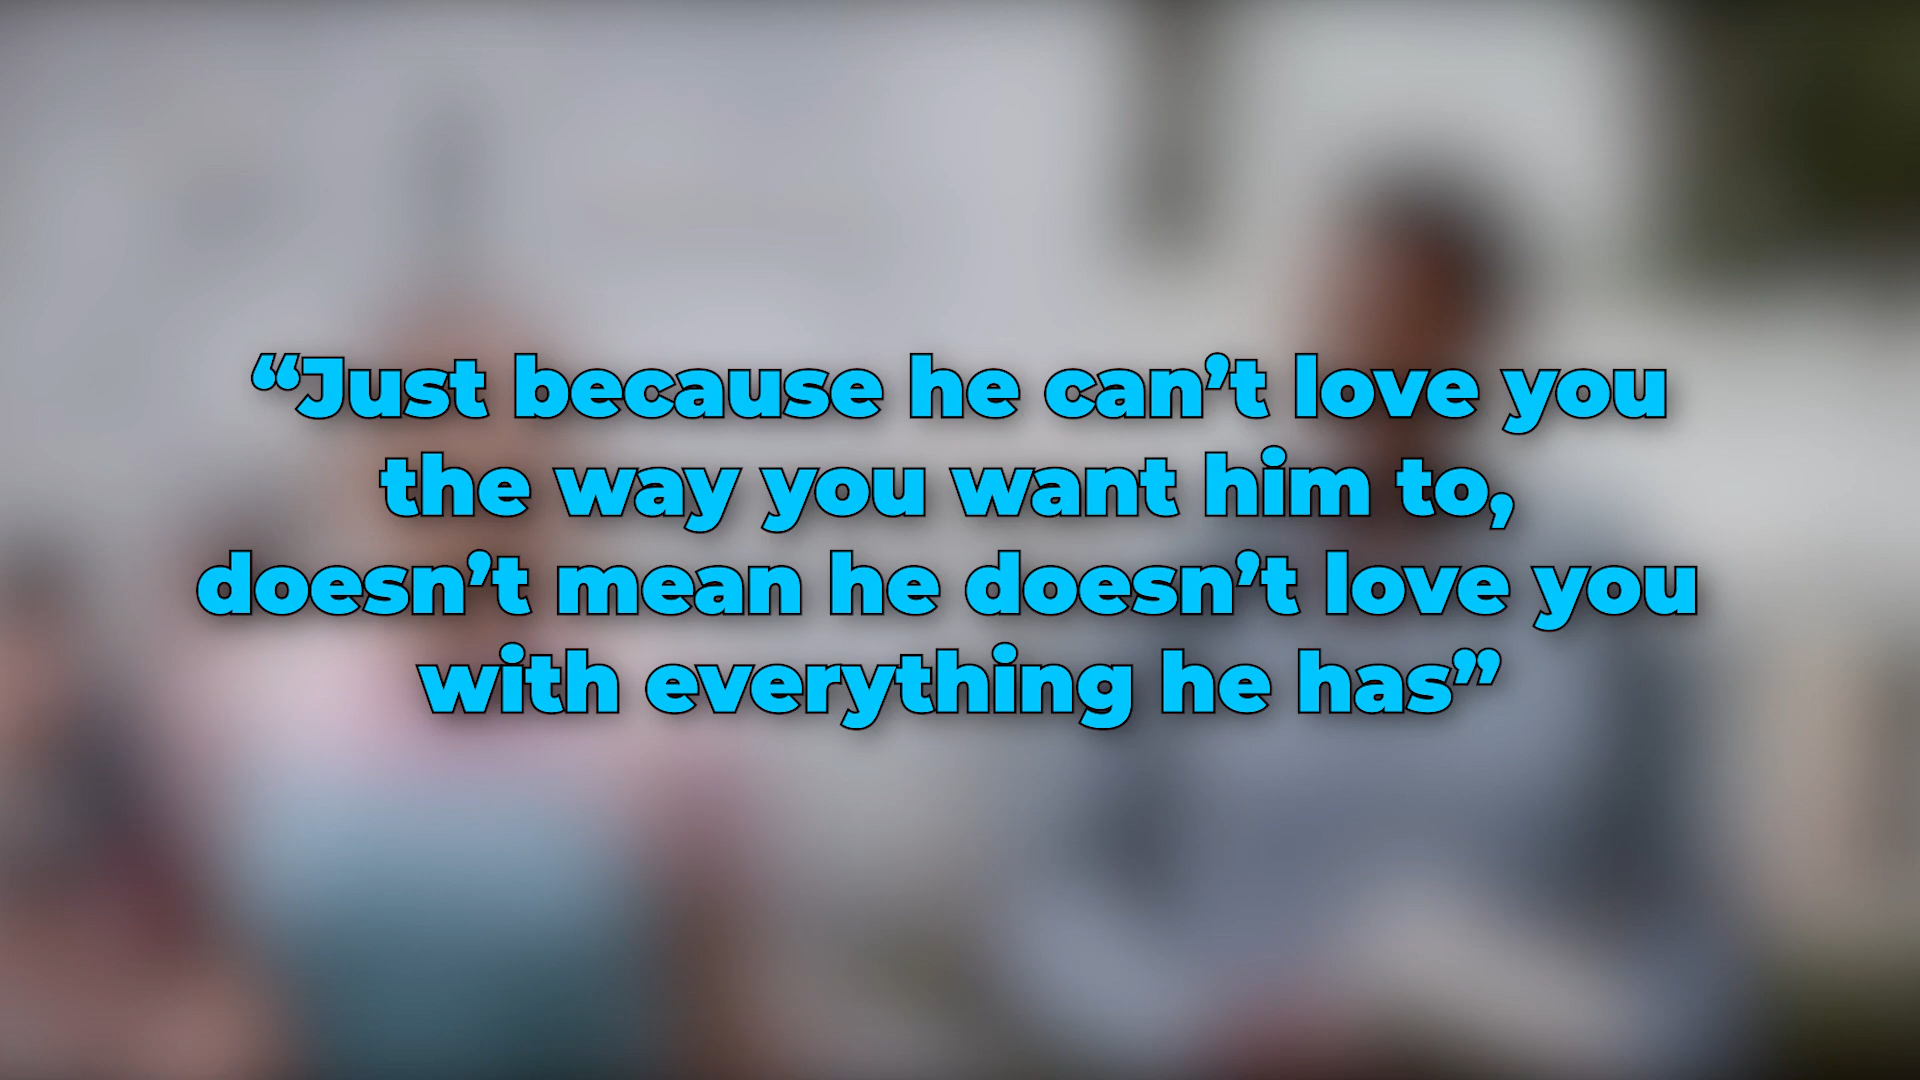 “Just because he can’t love you
the way you want him to,
doesn’t mean he doesn’t love you
with everything he has”